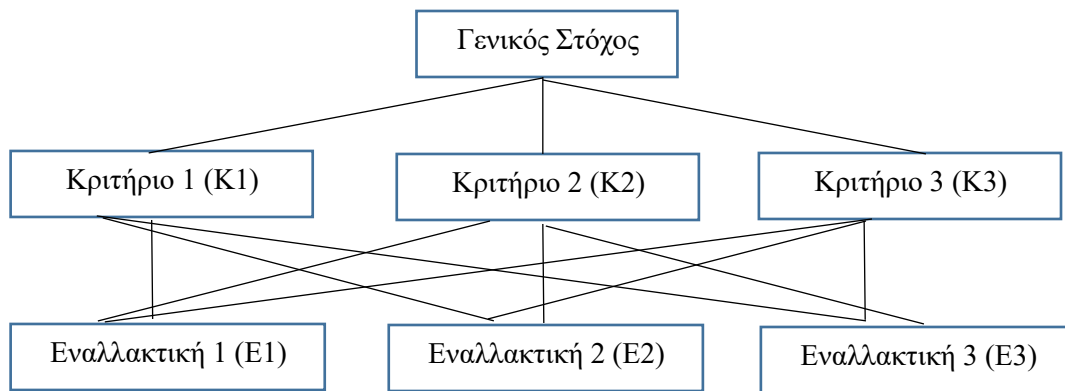 Γενικός Στόχος
Κριτήριο 1 (Κ1)
Κριτήριο 2 (Κ2)
Κριτήριο 3 (Κ3)
Εναλλακτική 1 (Ε1)
Εναλλακτική 2 (Ε2)
Εναλλακτική 3 (Ε3)